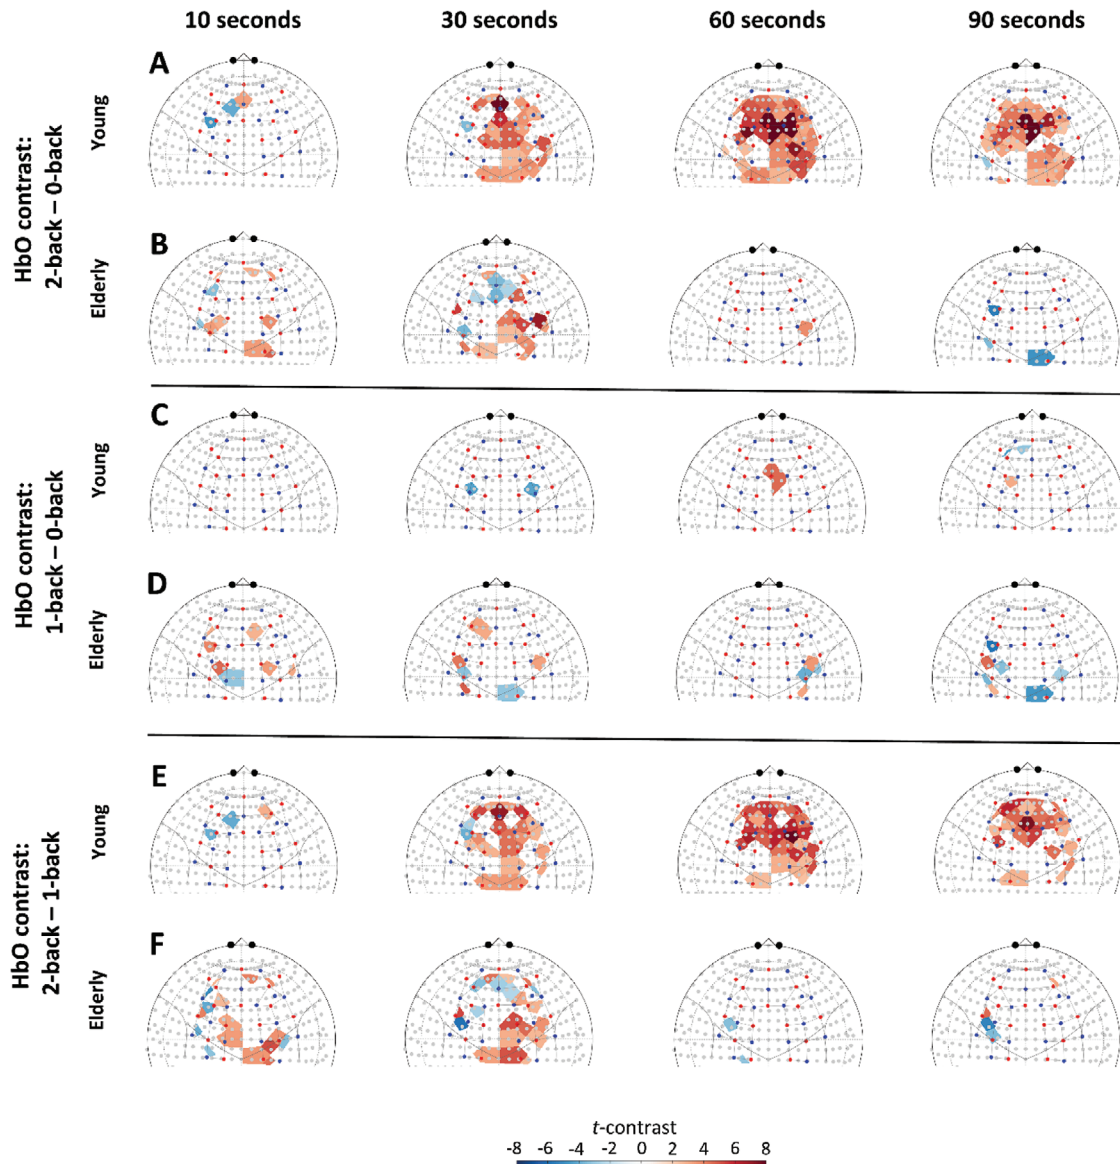 10 seconds 30 seconds 60 seconds 90 seconds
HbO contrast:
2-back – 0-back
A
Young
B
Elderly
HbO contrast:
1-back – 0-back
C
Young
D
Elderly
HbO contrast:
2-back – 1-back
E
Young
F
Elderly
t-contrast
-8 -6 -4 -2 0 2 4 6 8